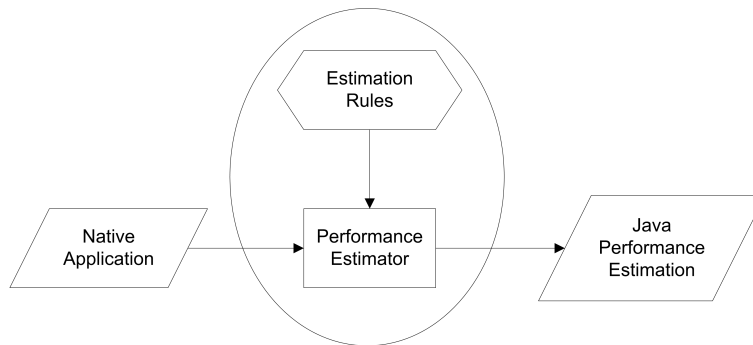 Estimation
Rules
Native
Application
Performance
Estimator
Java
Performance
Estimation